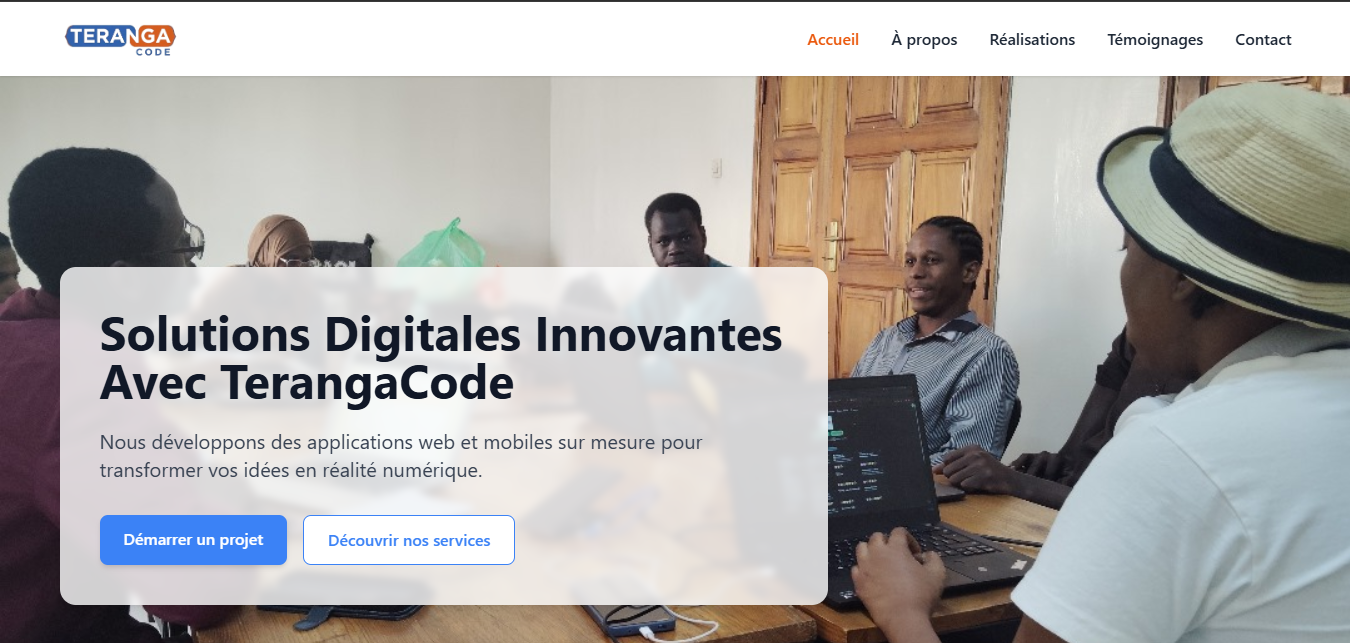 TERANGA
CODE
Accueil
À propos
Réalisations
Témoignages
Contact
Solutions Digitales Innovantes
Avec TerangaCode
Nous développons des applications web et mobiles sur mesure pour
transformer vos idées en réalité numérique.
Démarrer un projet
Découvrir nos services